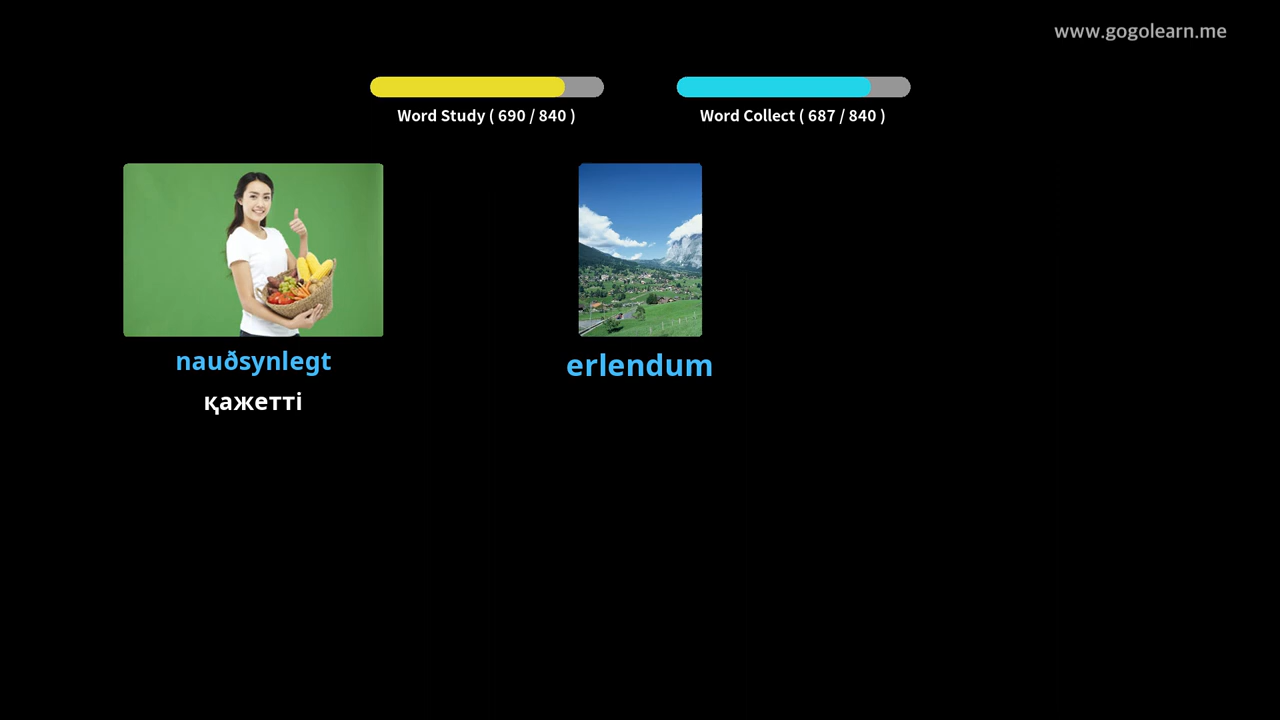 www.gogolearn.me
Word Study ( 690 / 840 )
Word Collect ( 687 / 840 )
nauðsynlegt
қажетті
erlendum